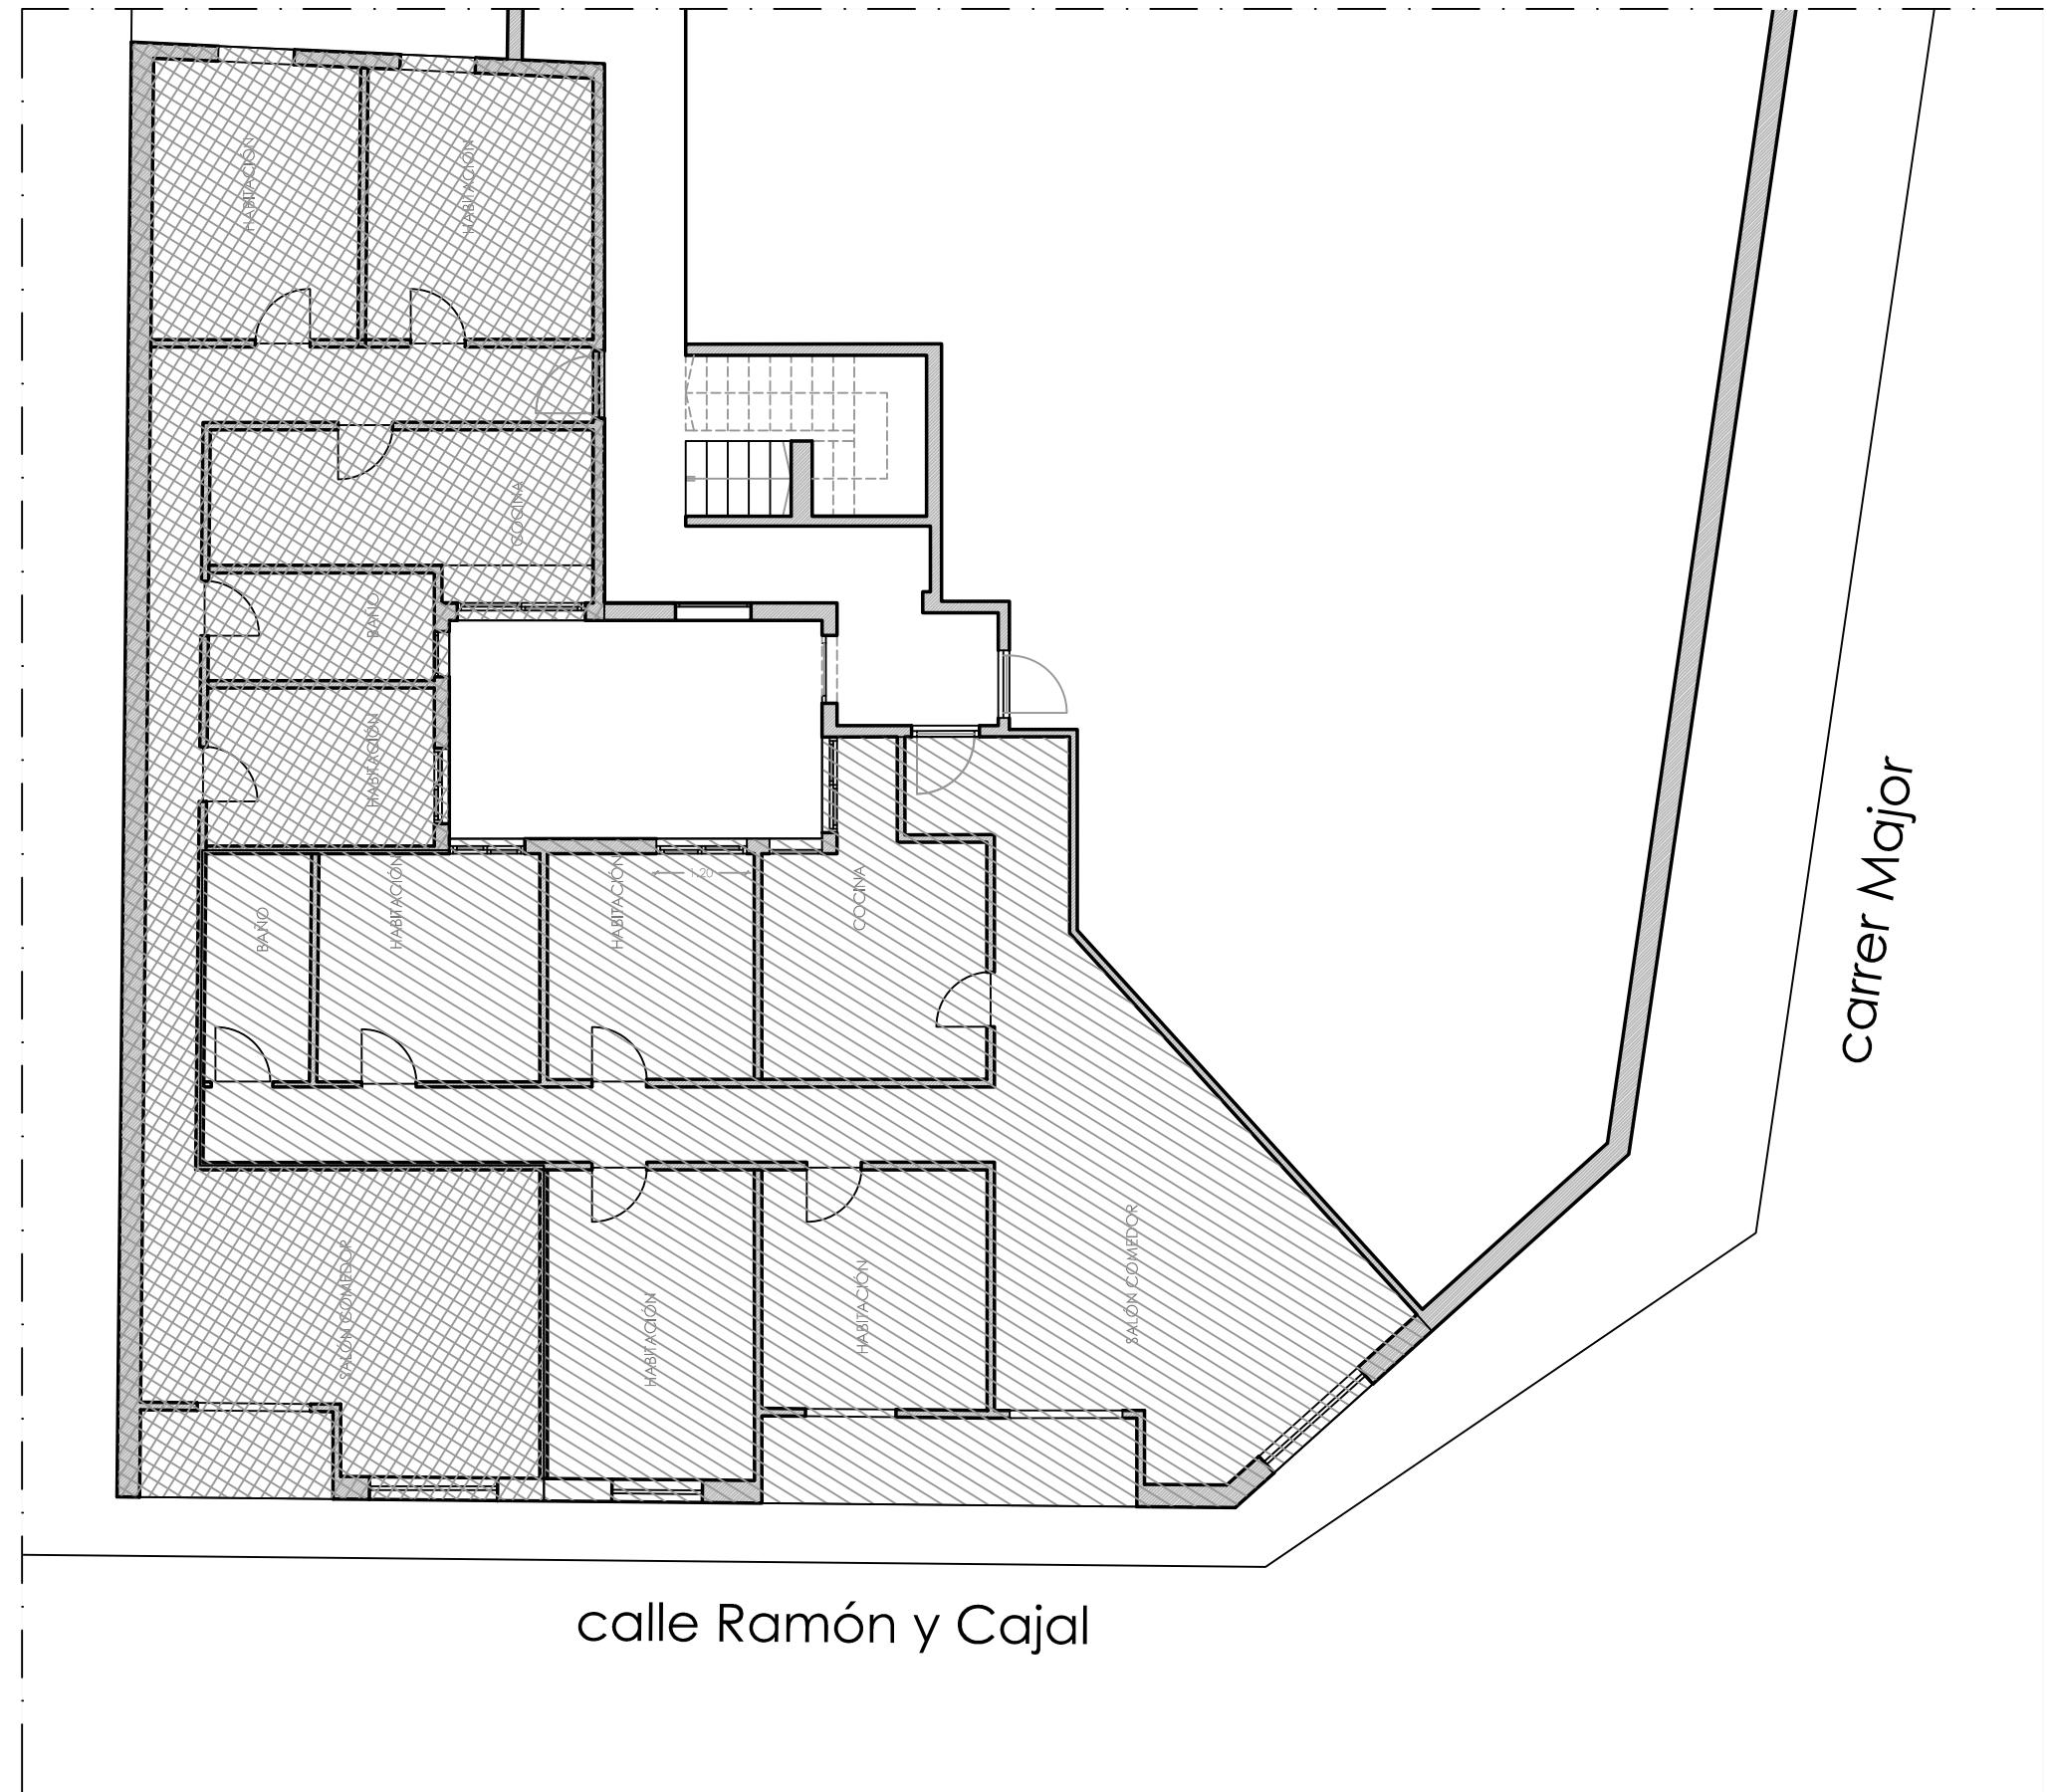 HABITACIÓN
HABITACIÓN
COCINA
BAÑO
HABITACIÓN
BAÑO
HABITACIÓN
HABITACIÓN
1.20
COCINA
SALÓN COMEDOR
HABITACIÓN
HABITACIÓN
SALÓN COMEDOR
carrer Major
calle Ramón y Cajal